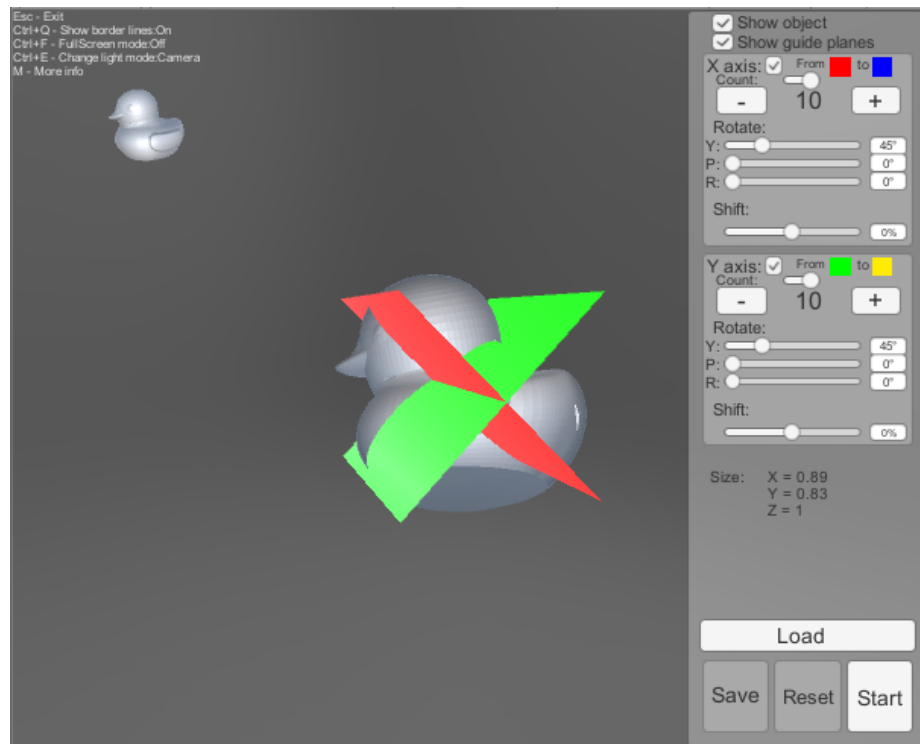 Esc - Exit
Ctrl+Q - Show border lines:On
Ctrl+F - FullScreen mode:Off
Ctrl+E - Change light mode:Camera
M - More info
Show object
Show guide planes
X axis: From to
Count:
- 10 +
Rotate:
Y: 45°
P: 0°
R: 0°
Shift:
0%
Y axis: From to
Count:
- 10 +
Rotate:
Y: 45°
P: 0°
R: 0°
Shift:
0%
Size: X = 0.89
Y = 0.83
Z = 1
Load
Save Reset Start